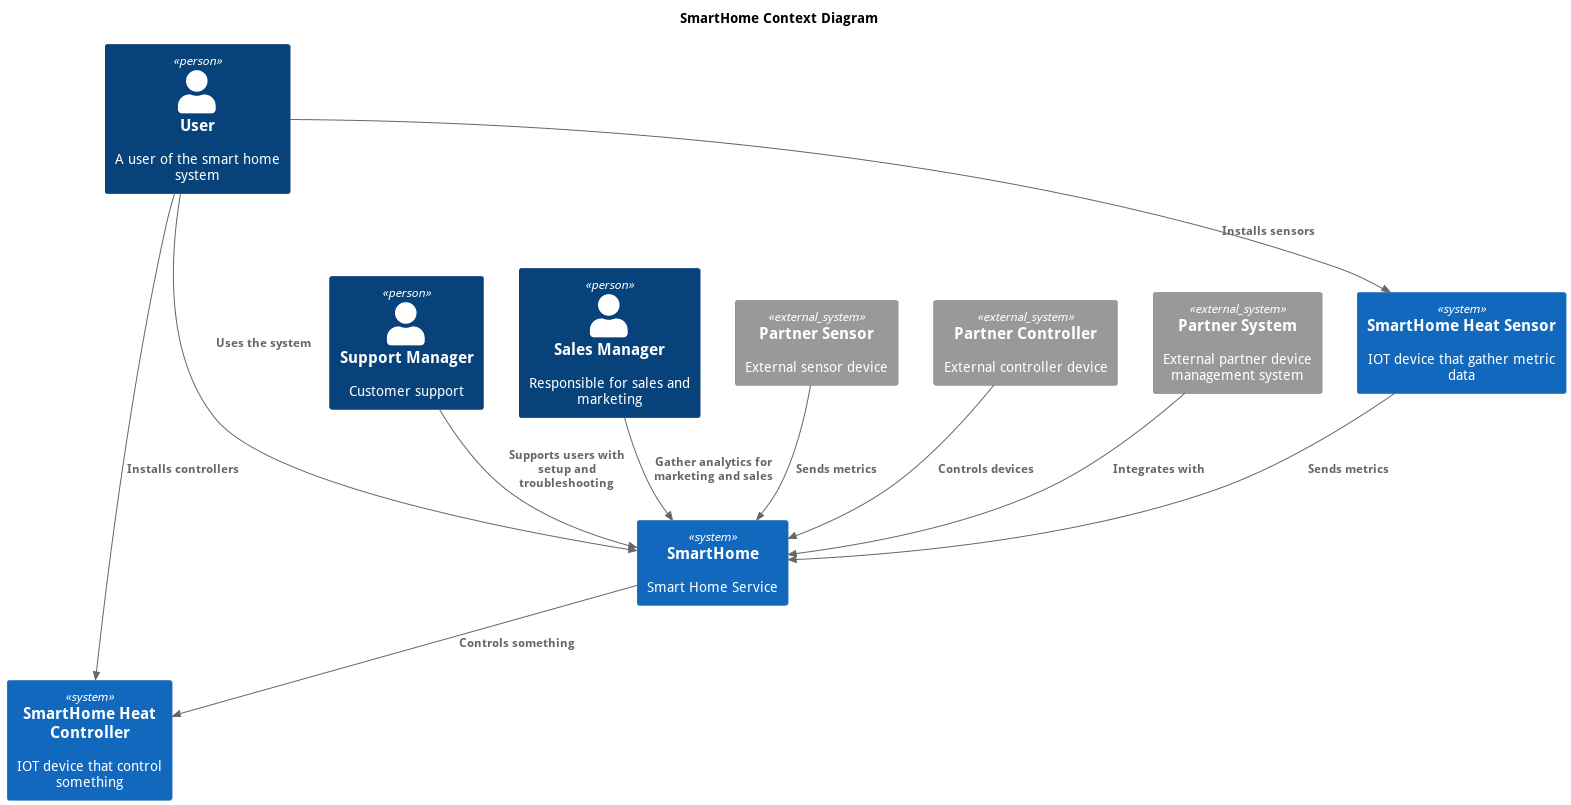 SmartHome Context Diagram
«person»
User
A user of the smart home
system
Installs sensors
«person»
Support Manager
Customer support
«person»
Sales Manager
Responsible for sales and
marketing
«external_system»
Partner Sensor
External sensor device
«external_system»
Partner Controller
External controller device
«external_system»
Partner System
External partner device
management system
«system»
SmartHome Heat Sensor
IOT device that gather metric
data
Uses the system
Installs controllers
Supports users with
setup and
troubleshooting
Gather analytics for
marketing and sales
Sends metrics
Controls devices
Integrates with
Sends metrics
«system»
SmartHome
Smart Home Service
Controls something
«system»
SmartHome Heat
Controller
IOT device that control
something